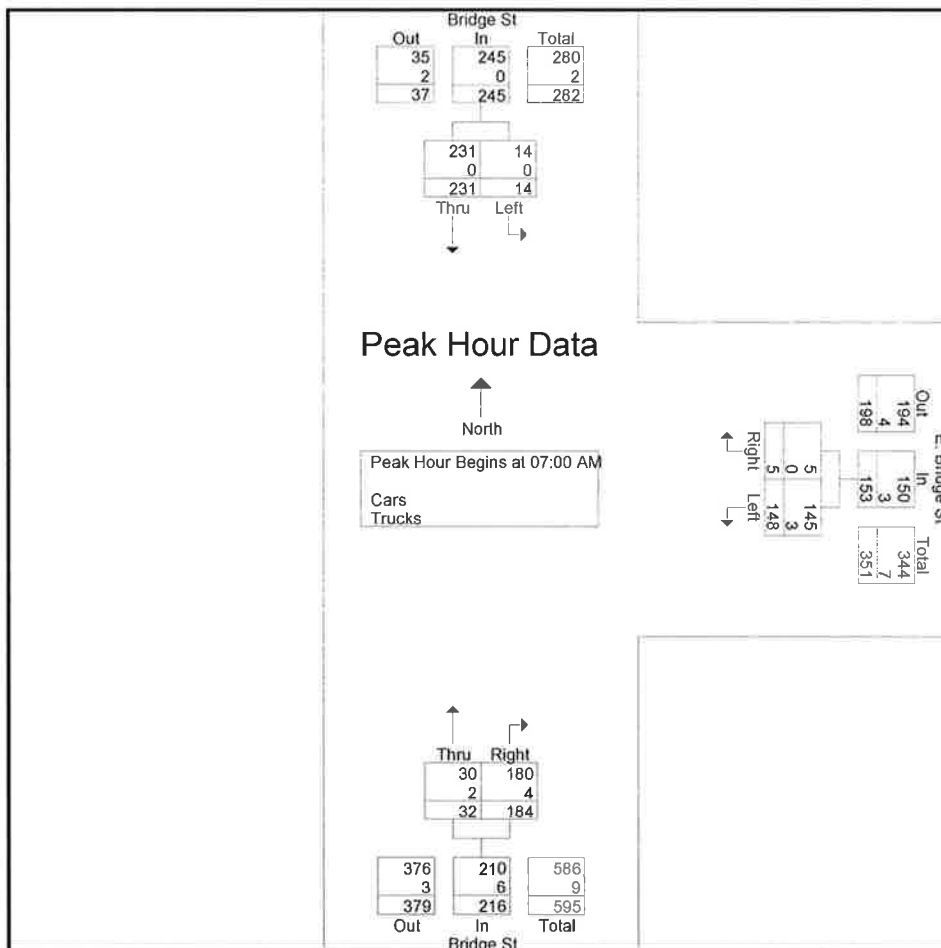 Bridge St
Out In Total
35 245 280
2 0 2
37 245 282
231 14
0 0
231 14
Thru Left
Peak Hour Data
North
Peak Hour Begins at 07:00 AM
Cars
Trucks
E. Bridge St
Out In Total
194 150 344
4 3 7
198 153 351
5 145
0 3
5 148
Right Left
Thru Right
30 180
2 4
32 184
376 210 586
3 6 9
379 216 595
Out In Total
Bridge St